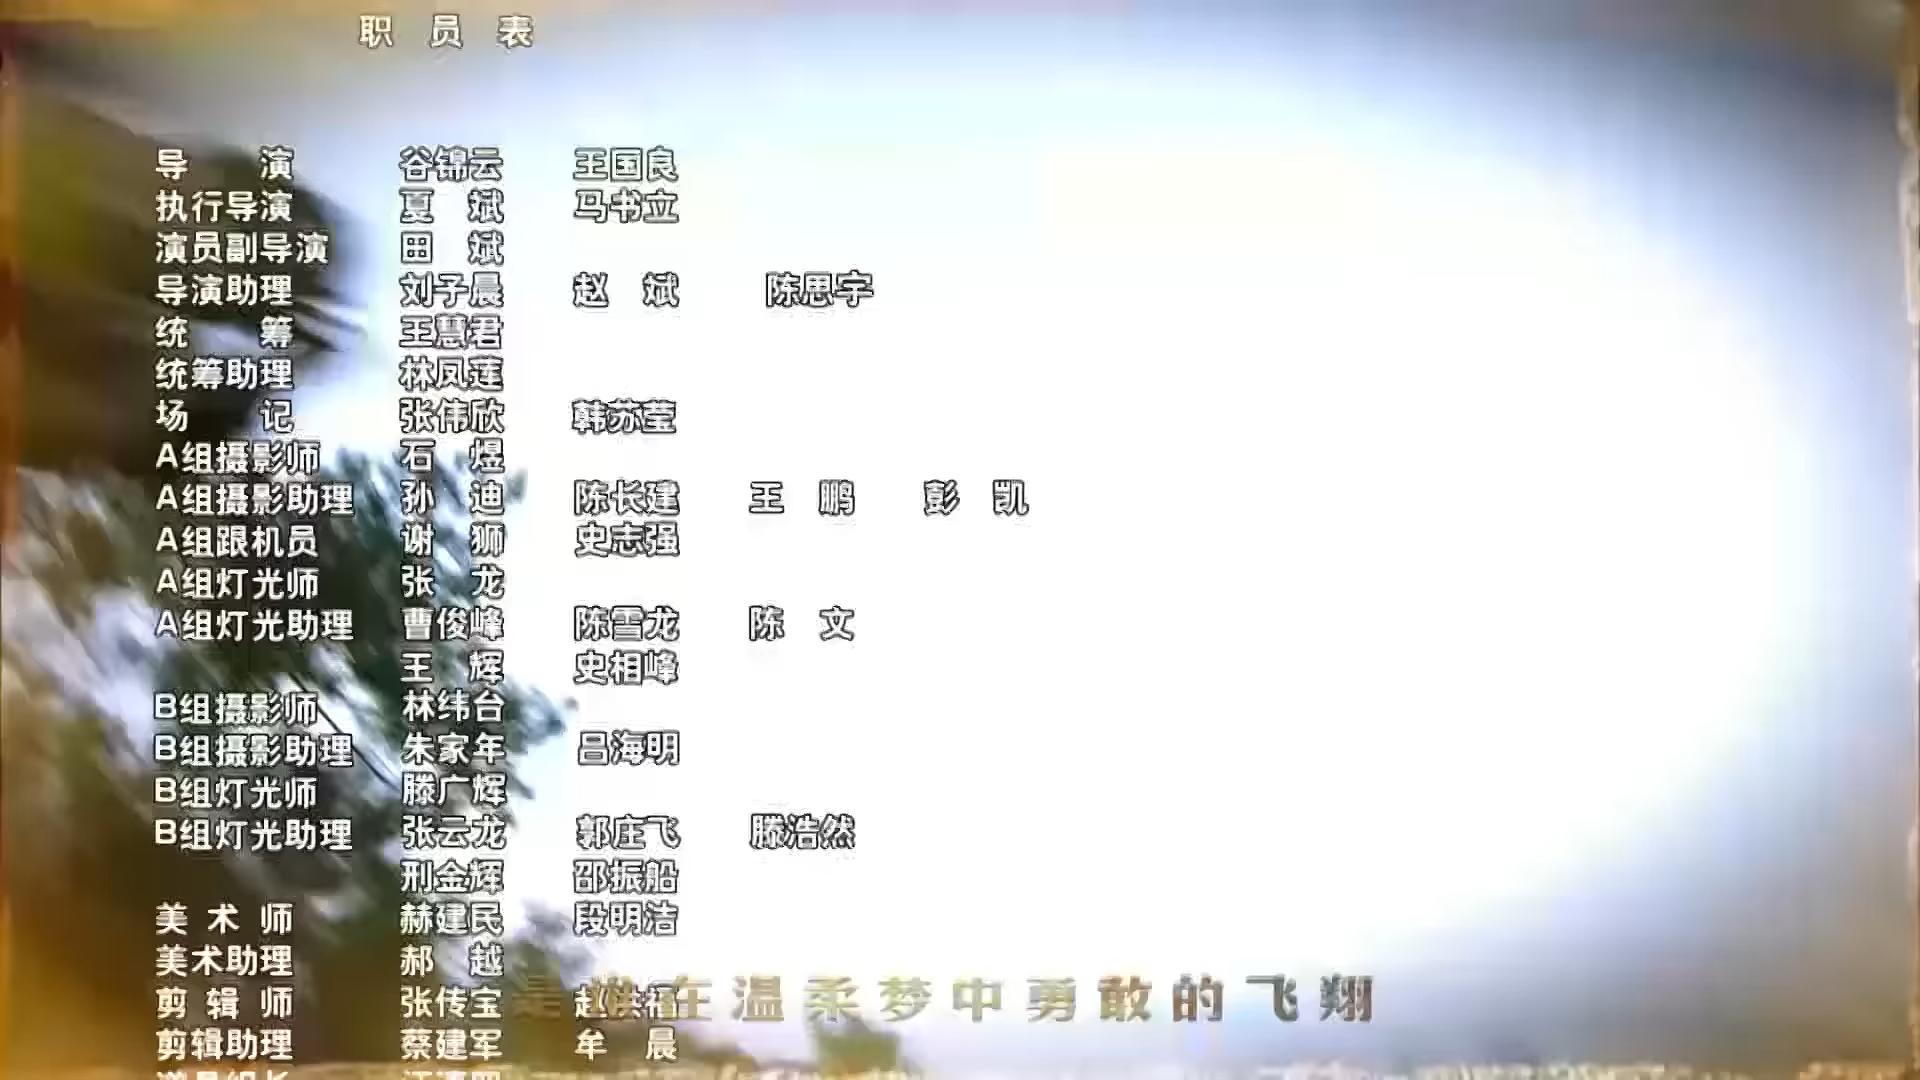 职 员 表
导 演 谷锦云 王国良
执行导演 夏 斌 马书立
演员副导演 田 斌
导演助理 刘子晨 赵 斌 陈思宇
统 筹 王慧君
统筹助理 林凤莲
场 记 张伟欣 韩苏莹
A组摄影师 石 煜
A组摄影助理 孙 迪 陈长建 王 鹏 彭 凯
A组跟机员 谢 狮 史志强
A组灯光师 张 龙
A组灯光助理 曹俊峰 陈雪龙 陈 文
王 辉 史相峰
B组摄影师 林纬台
B组摄影助理 朱家年 吕海明
B组灯光师 滕广辉
B组灯光助理 张云龙 郭庄飞 滕浩然
刑金辉 邵振船
美 术 师 赫建民 段明洁
美术助理 郝 越
剪 辑 师 张传宝 赵洪福
是谁在温柔梦中勇敢的飞翔
剪辑助理 蔡建军 牟 晨